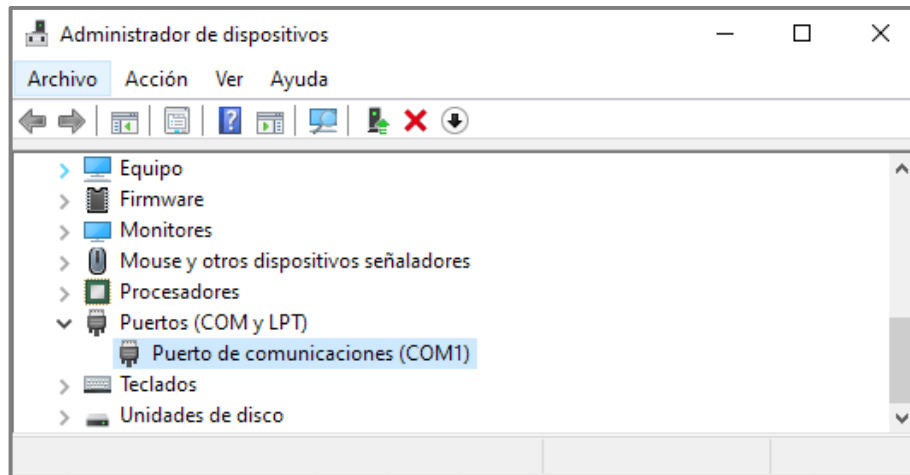 Administrador de dispositivos
Archivo Acción Ver Ayuda
Equipo
Firmware
Monitores
Mouse y otros dispositivos señaladores
Procesadores
Puertos (COM y LPT)
Puerto de comunicaciones (COM1)
Teclados
Unidades de disco